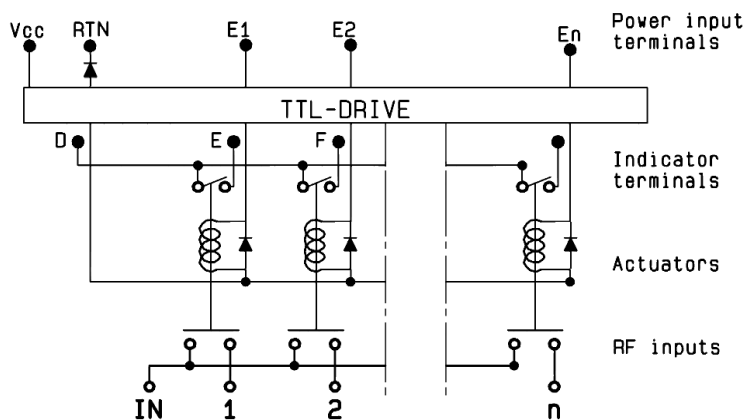 Vcc RTN E1 E2 En Power input
terminals
TTL-DRIVE
D E F Indicator
terminals
Actuators
RF inputs
IN 1 2 n